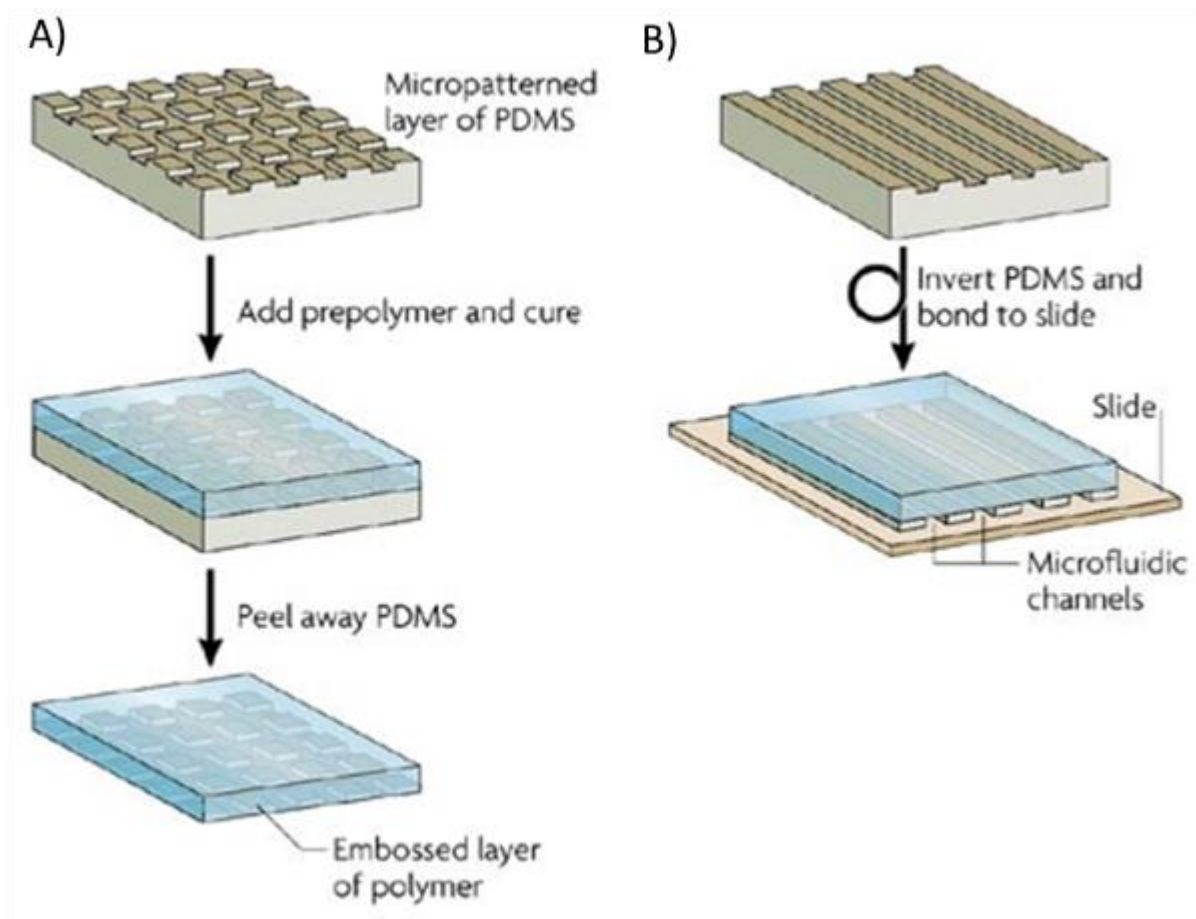 A)
Micropatterned
layer of PDMS
Add prepolymer and cure
Peel away PDMS
Embossed layer
of polymer
B)
Invert PDMS and
bond to slide
Slide
Microfluidic
channels